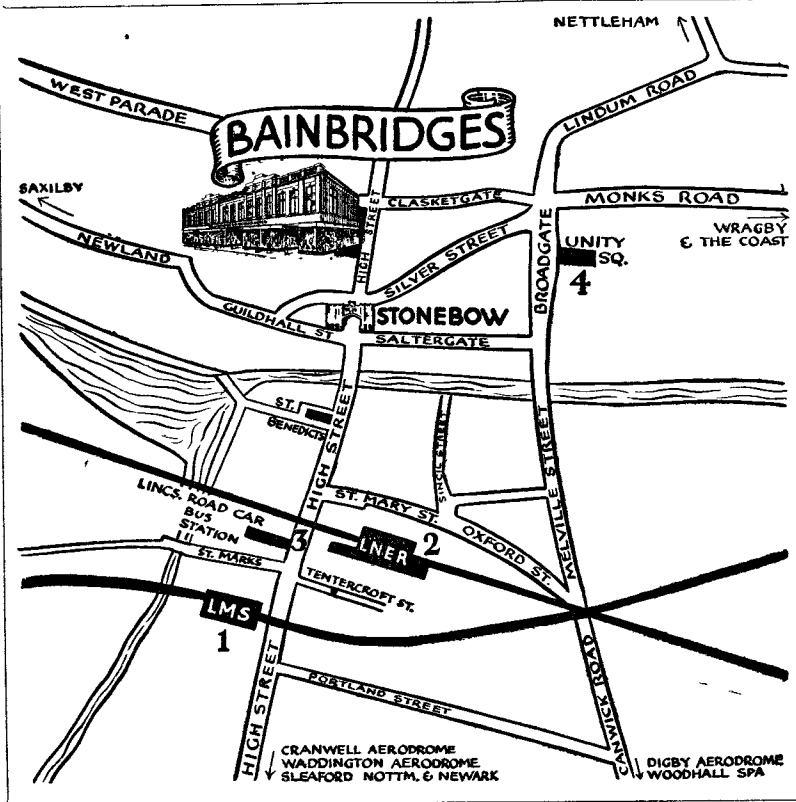 NETTLEHAM
WEST PARADE
LINDUM ROAD
BAINBRIDGES
SAXILBY
HIGH STREET
CLASKETGATE
MONKS ROAD
WRAGBY
& THE COAST
NEWLAND
SILVER STREET
BROADGATE
UNITY
SQ.
4
GUILDHALL ST
STONEBOW
SALTERGATE
ST.
BENEDICTS
HIGH STREET
SINCIL STREET
MELVILLE STREET
LINCS. ROAD CAR
BUS
STATION
3
ST. MARY ST.
OXFORD ST.
LNER
2
ST. MARKS
TENTERCROFT ST.
LMS
1
HIGH STREET
PORTLAND STREET
CANWICK ROAD
CRANWELL AERODROME
WADDINGTON AERODROME
SLEAFORD NOTTM. & NEWARK
DIGBY AERODROME
WOODHALL SPA